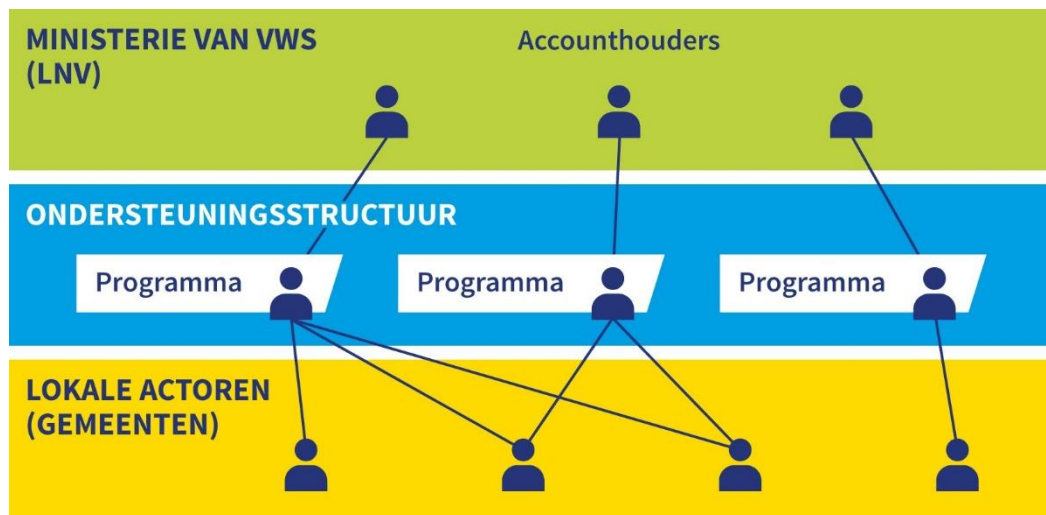 MINISTERIE VAN VWS
(LNV)
Accounthouders
ONDERSTEUNINGSSTRUCTUUR
Programma
Programma
Programma
LOKALE ACTOREN
(GEMEENTEN)